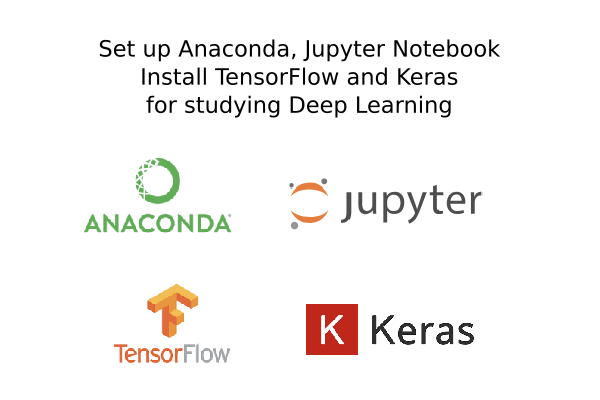 Set up Anaconda, Jupyter Notebook
Install TensorFlow and Keras
for studying Deep Learning
ANACONDA
jupyter
TensorFlow
K Keras